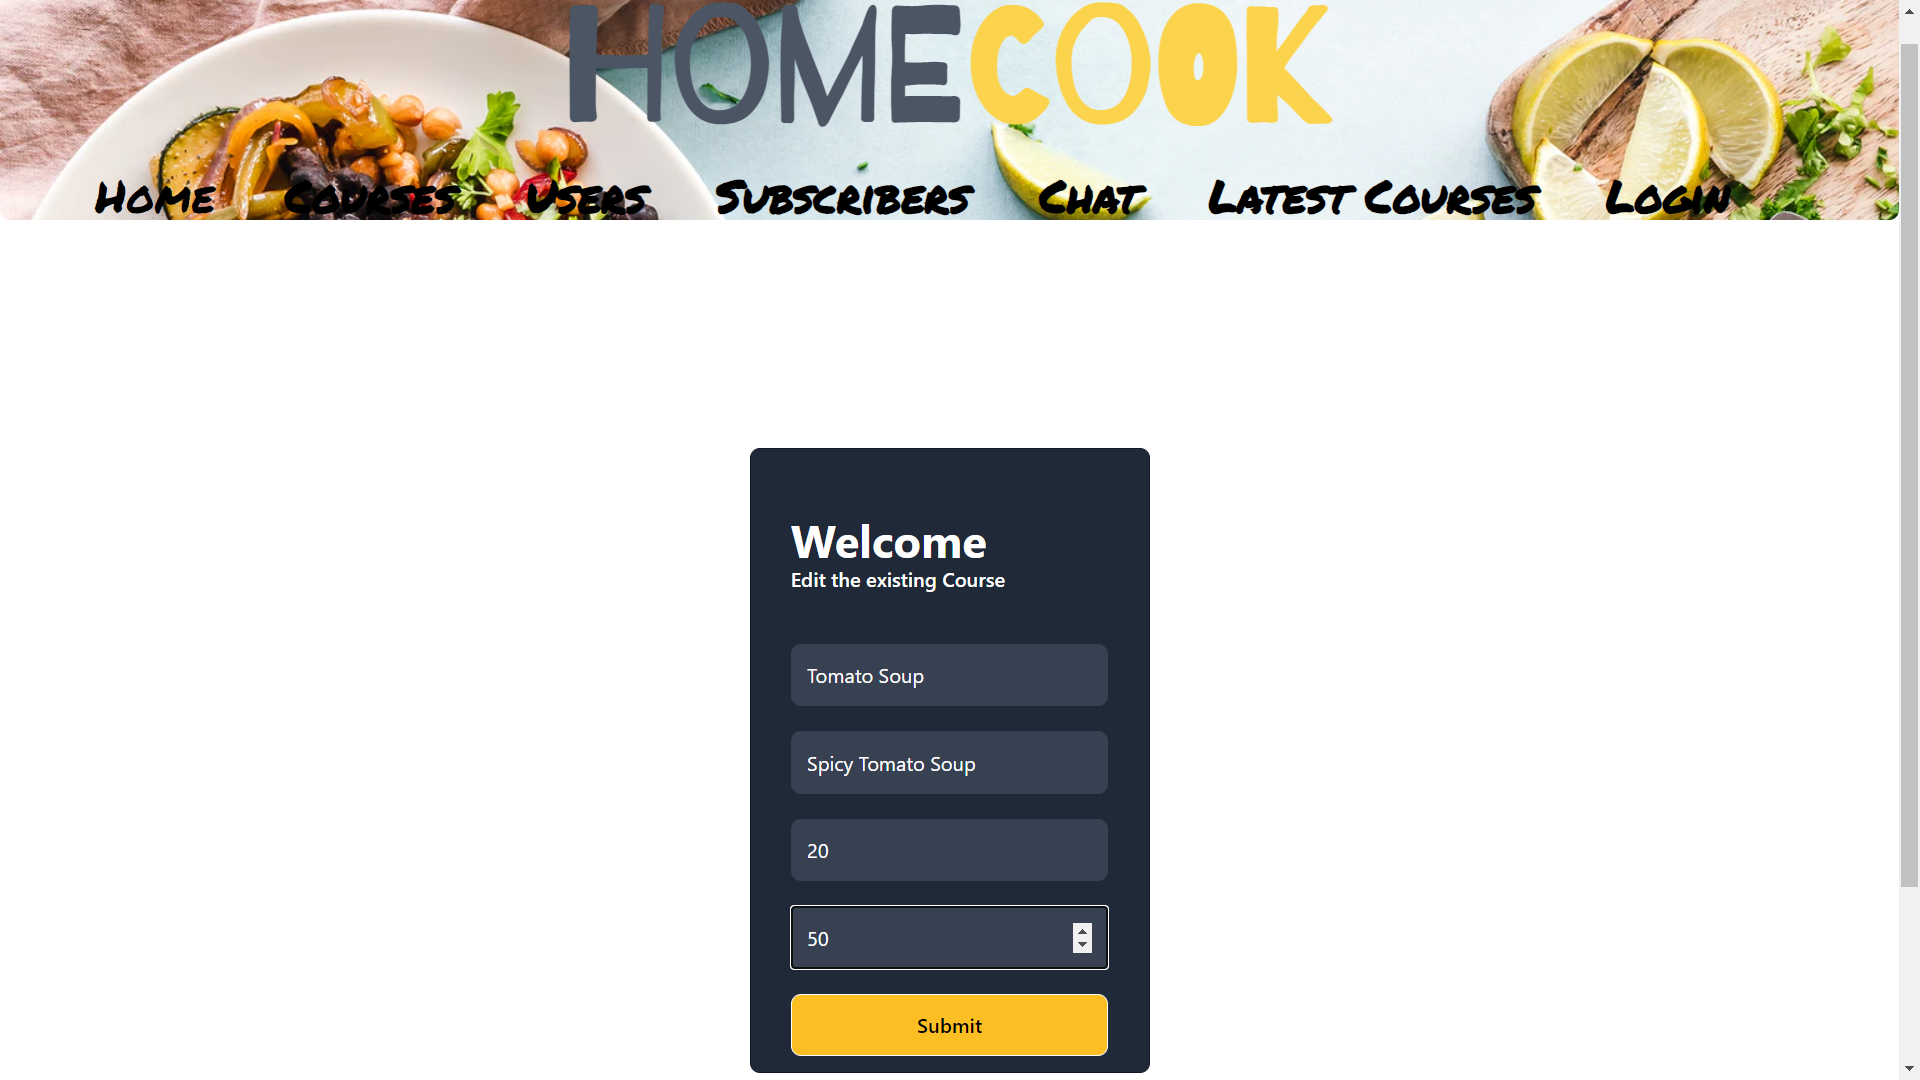 HOMECOOK
Home Courses Users Subscribers Chat Latest Courses Login
Welcome
Edit the existing Course
Tomato Soup
Spicy Tomato Soup
20
50
Submit